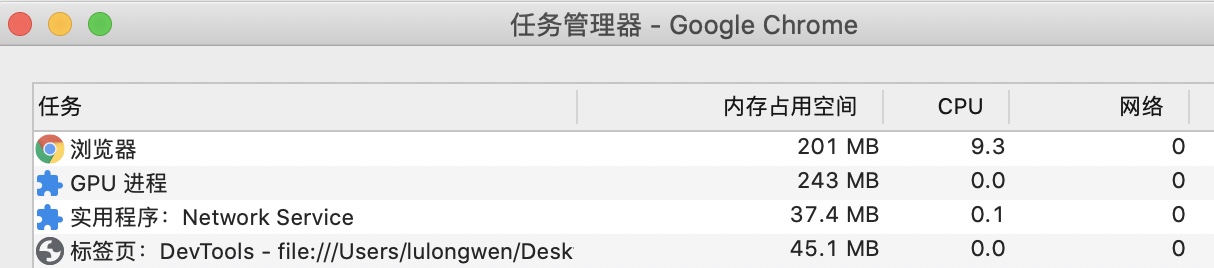 任务管理器 - Google Chrome
任务 内存占用空间 CPU 网络
浏览器 201 MB 9.3 0
GPU 进程 243 MB 0.0 0
实用程序：Network Service 37.4 MB 0.1 0
标签页：DevTools - file:///Users/lulongwen/Desk 45.1 MB 0.0 0